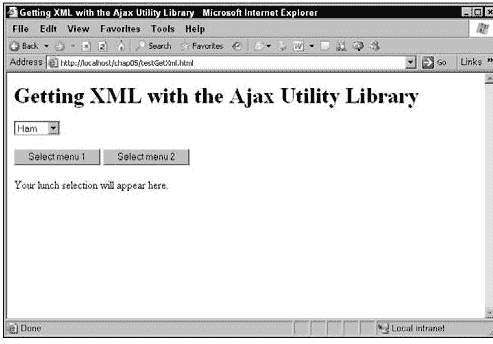 Getting XML with the Ajax Utility Library Microsoft Internet Explorer
File Edit View Favorites Tools Help
Back Search Favorites
Address http://localhost/chap05/testGetXml.html Go Links »
Getting XML with the Ajax Utility Library
Ham
Select menu 1 Select menu 2
Your lunch selection will appear here.
Done Local intranet